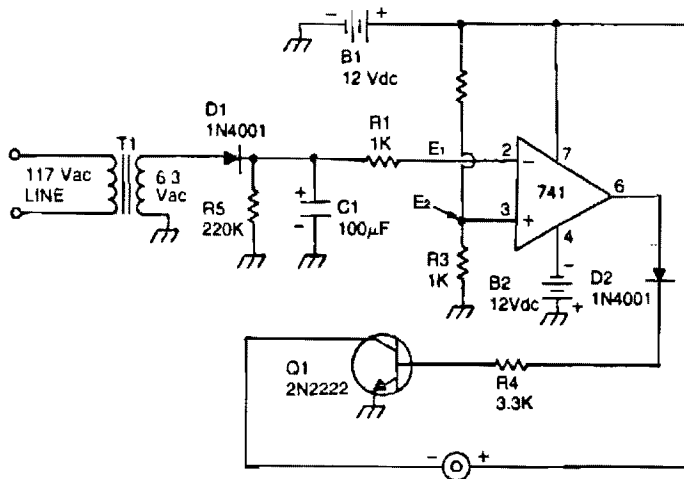 − +
B1
12 Vdc
D1
1N4001
T1
R1
1K
E₁
2
−
7
117 Vac
LINE
6.3
Vac
R5
220K
+
−
C1
100µF
E₂
3
+
741
6
4
R3
1K
−
B2
12Vdc
+
D2
1N4001
Q1
2N2222
R4
3.3K
− +